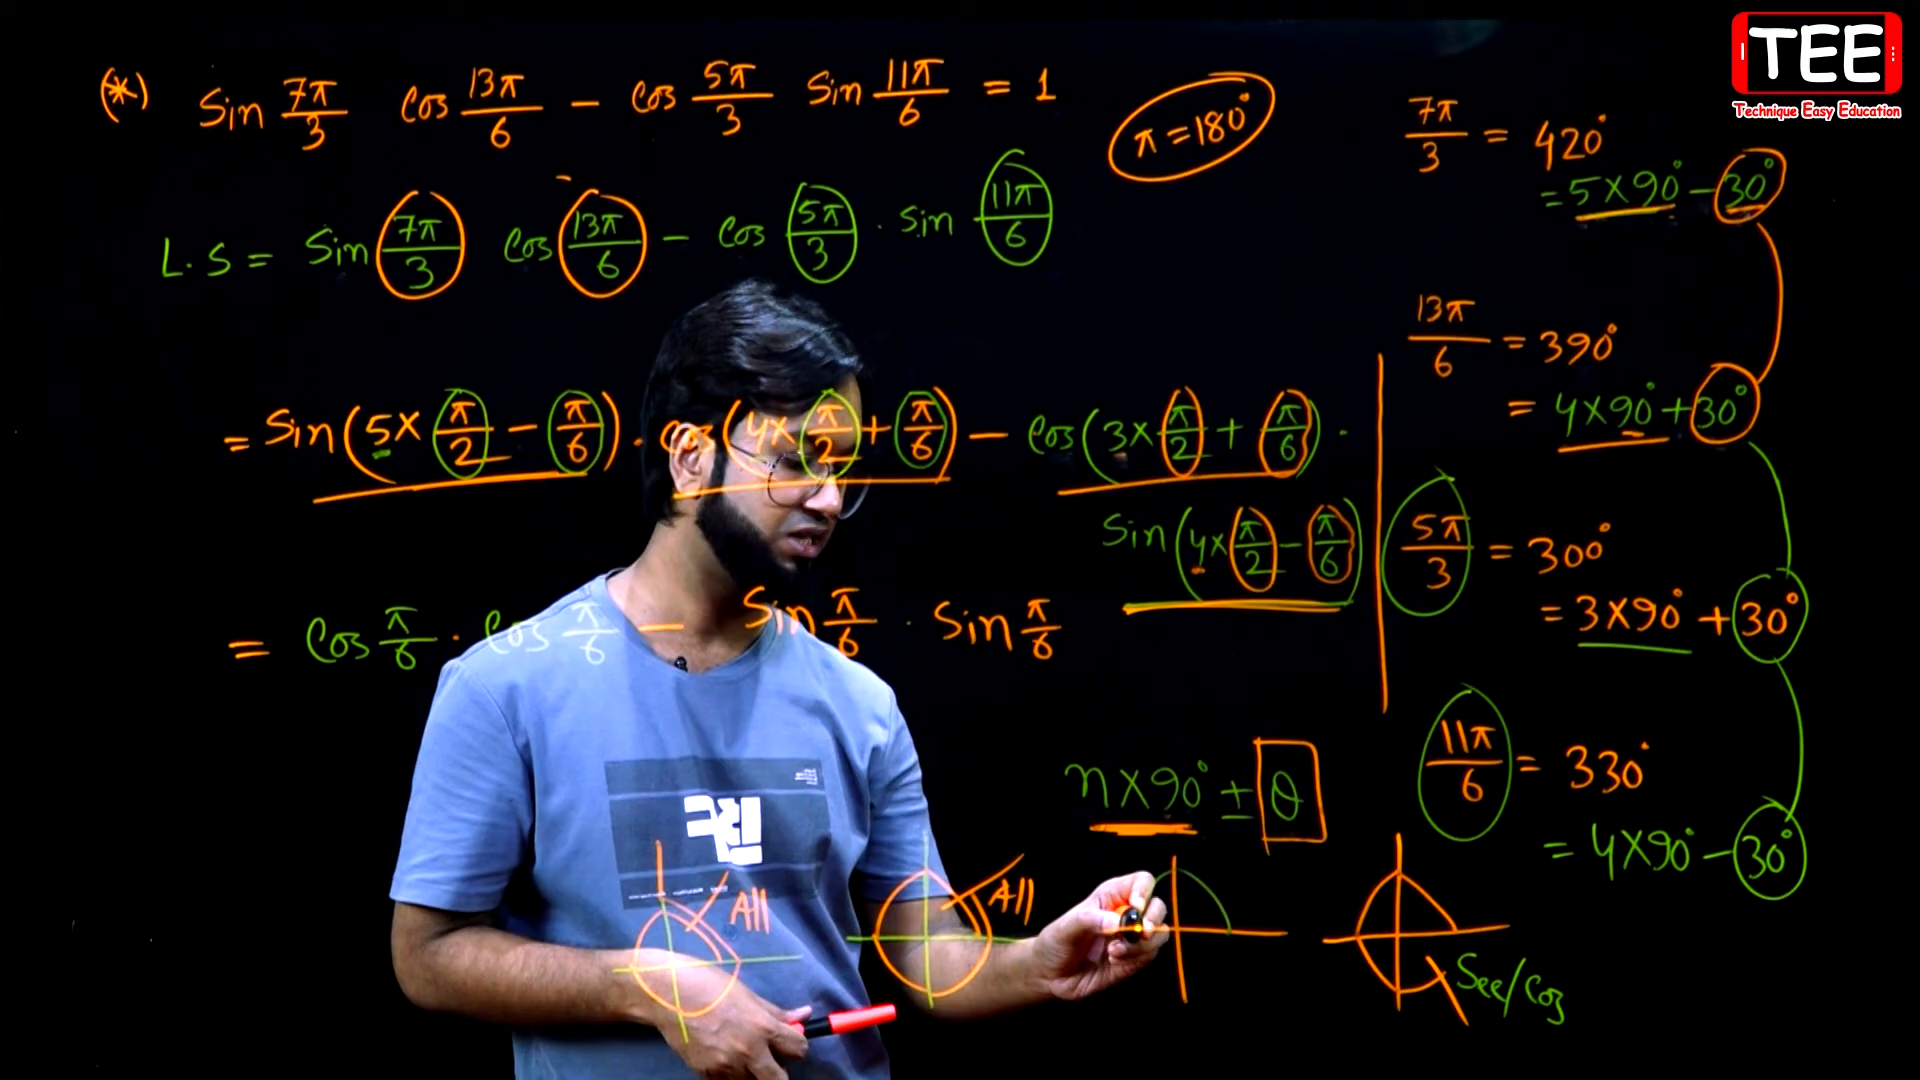 TEE
Technique Easy Education
(*) Sin 7π/3 Cos 13π/6 − Cos 5π/3 Sin 11π/6 = 1
π = 180°
L.S = Sin 7π/3 Cos 13π/6 − Cos 5π/3 · Sin 11π/6
= Sin(5×π/2 − π/6) · Cos(4×π/2 + π/6) − Cos(3×π/2 + π/6) ·
Sin(4×π/2 − π/6)
= Cos π/6 · Cos π/6 − Sin π/6 · Sin π/6
7π/3 = 420°
= 5×90° − 30°
13π/6 = 390°
= 4×90° + 30°
5π/3 = 300°
= 3×90° + 30°
11π/6 = 330°
= 4×90° − 30°
n×90° ± θ
All
All
Sec/Cos